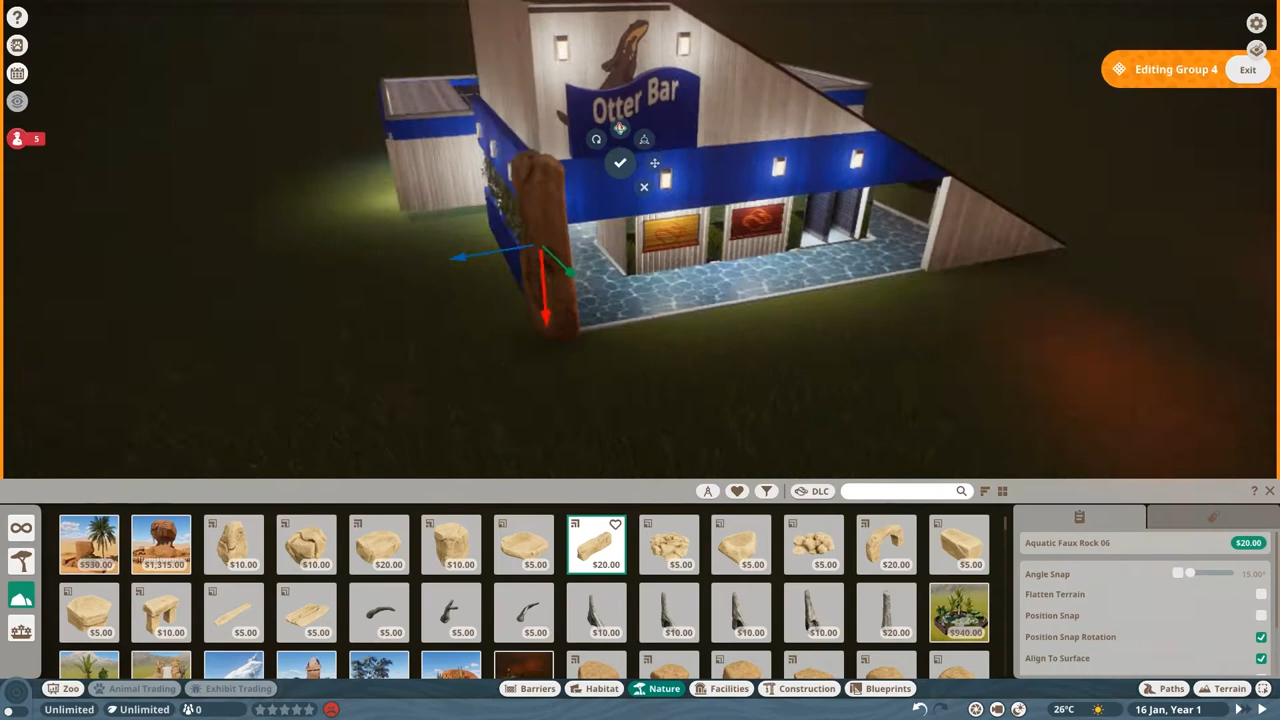 ?
Editing Group 4
Exit
5
Otter Bar
DLC
?
$530.00
$1,315.00
$10.00
$10.00
$20.00
$10.00
$5.00
$20.00
$5.00
$5.00
$5.00
$20.00
$5.00
Aquatic Faux Rock 06
$20.00
Angle Snap
15.00°
Flatten Terrain
Position Snap
Position Snap Rotation
Align To Surface
$5.00
$10.00
$5.00
$5.00
$5.00
$5.00
$5.00
$10.00
$10.00
$10.00
$10.00
$20.00
$940.00
Zoo
Animal Trading
Exhibit Trading
Barriers
Habitat
Nature
Facilities
Construction
Blueprints
Paths
Terrain
Unlimited
Unlimited
0
26°C
16 Jan, Year 1